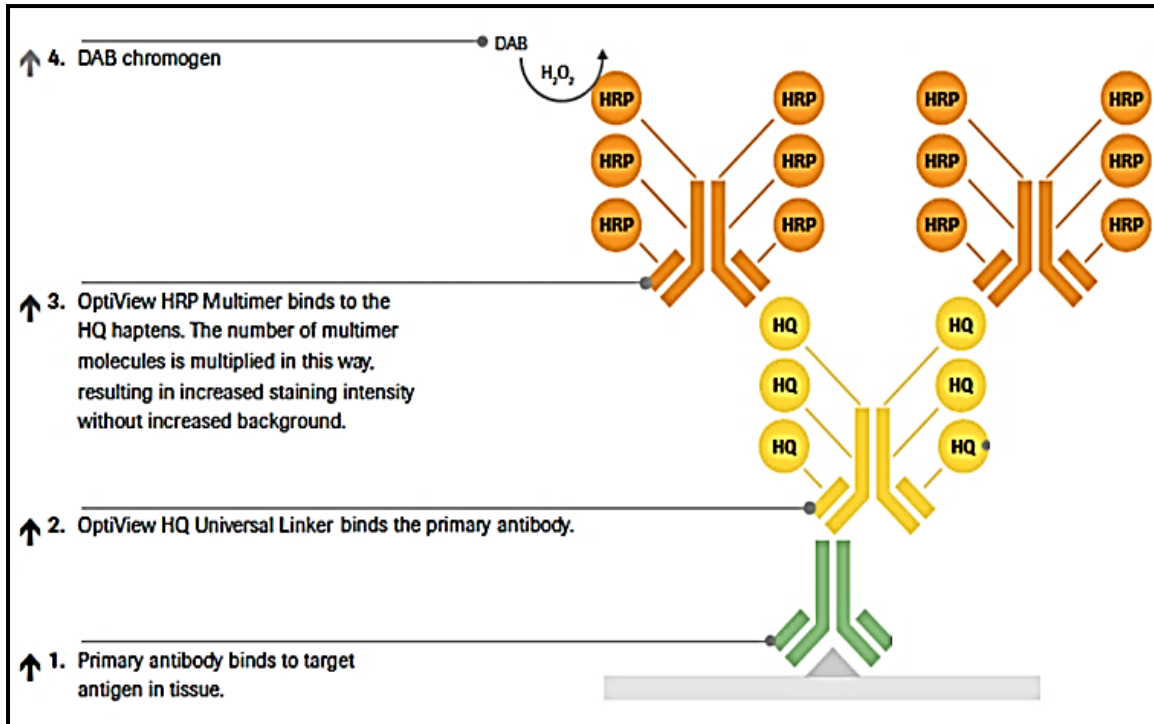 4. DAB chromogen
DAB
H₂O₂
HRP HRP HRP HRP
HRP HRP HRP HRP
HRP HRP HRP HRP
3. OptiView HRP Multimer binds to the
HQ haptens. The number of multimer
molecules is multiplied in this way,
resulting in increased staining intensity
without increased background.
HQ HQ
HQ HQ
HQ HQ
2. OptiView HQ Universal Linker binds the primary antibody.
1. Primary antibody binds to target
antigen in tissue.